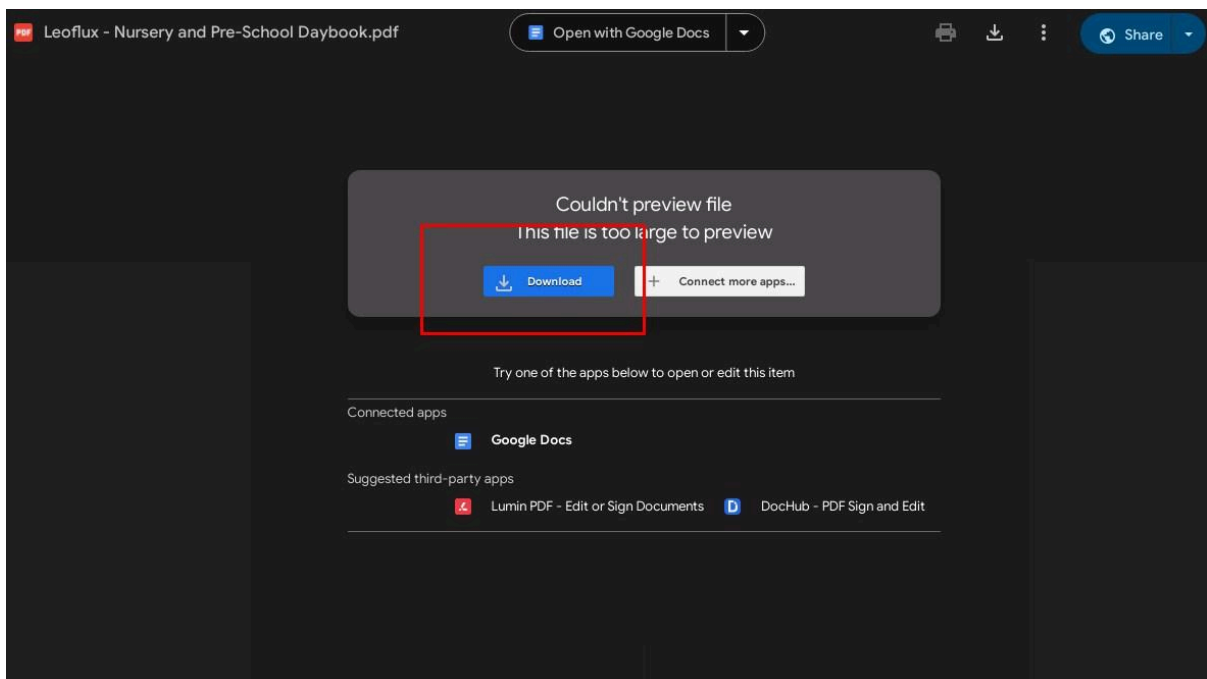 PDF Leoflux - Nursery and Pre-School Daybook.pdf
Open with Google Docs
Share
Couldn't preview file
This file is too large to preview
Download
Connect more apps...
Try one of the apps below to open or edit this item
Connected apps
Google Docs
Suggested third-party apps
Lumin PDF - Edit or Sign Documents
D DocHub - PDF Sign and Edit